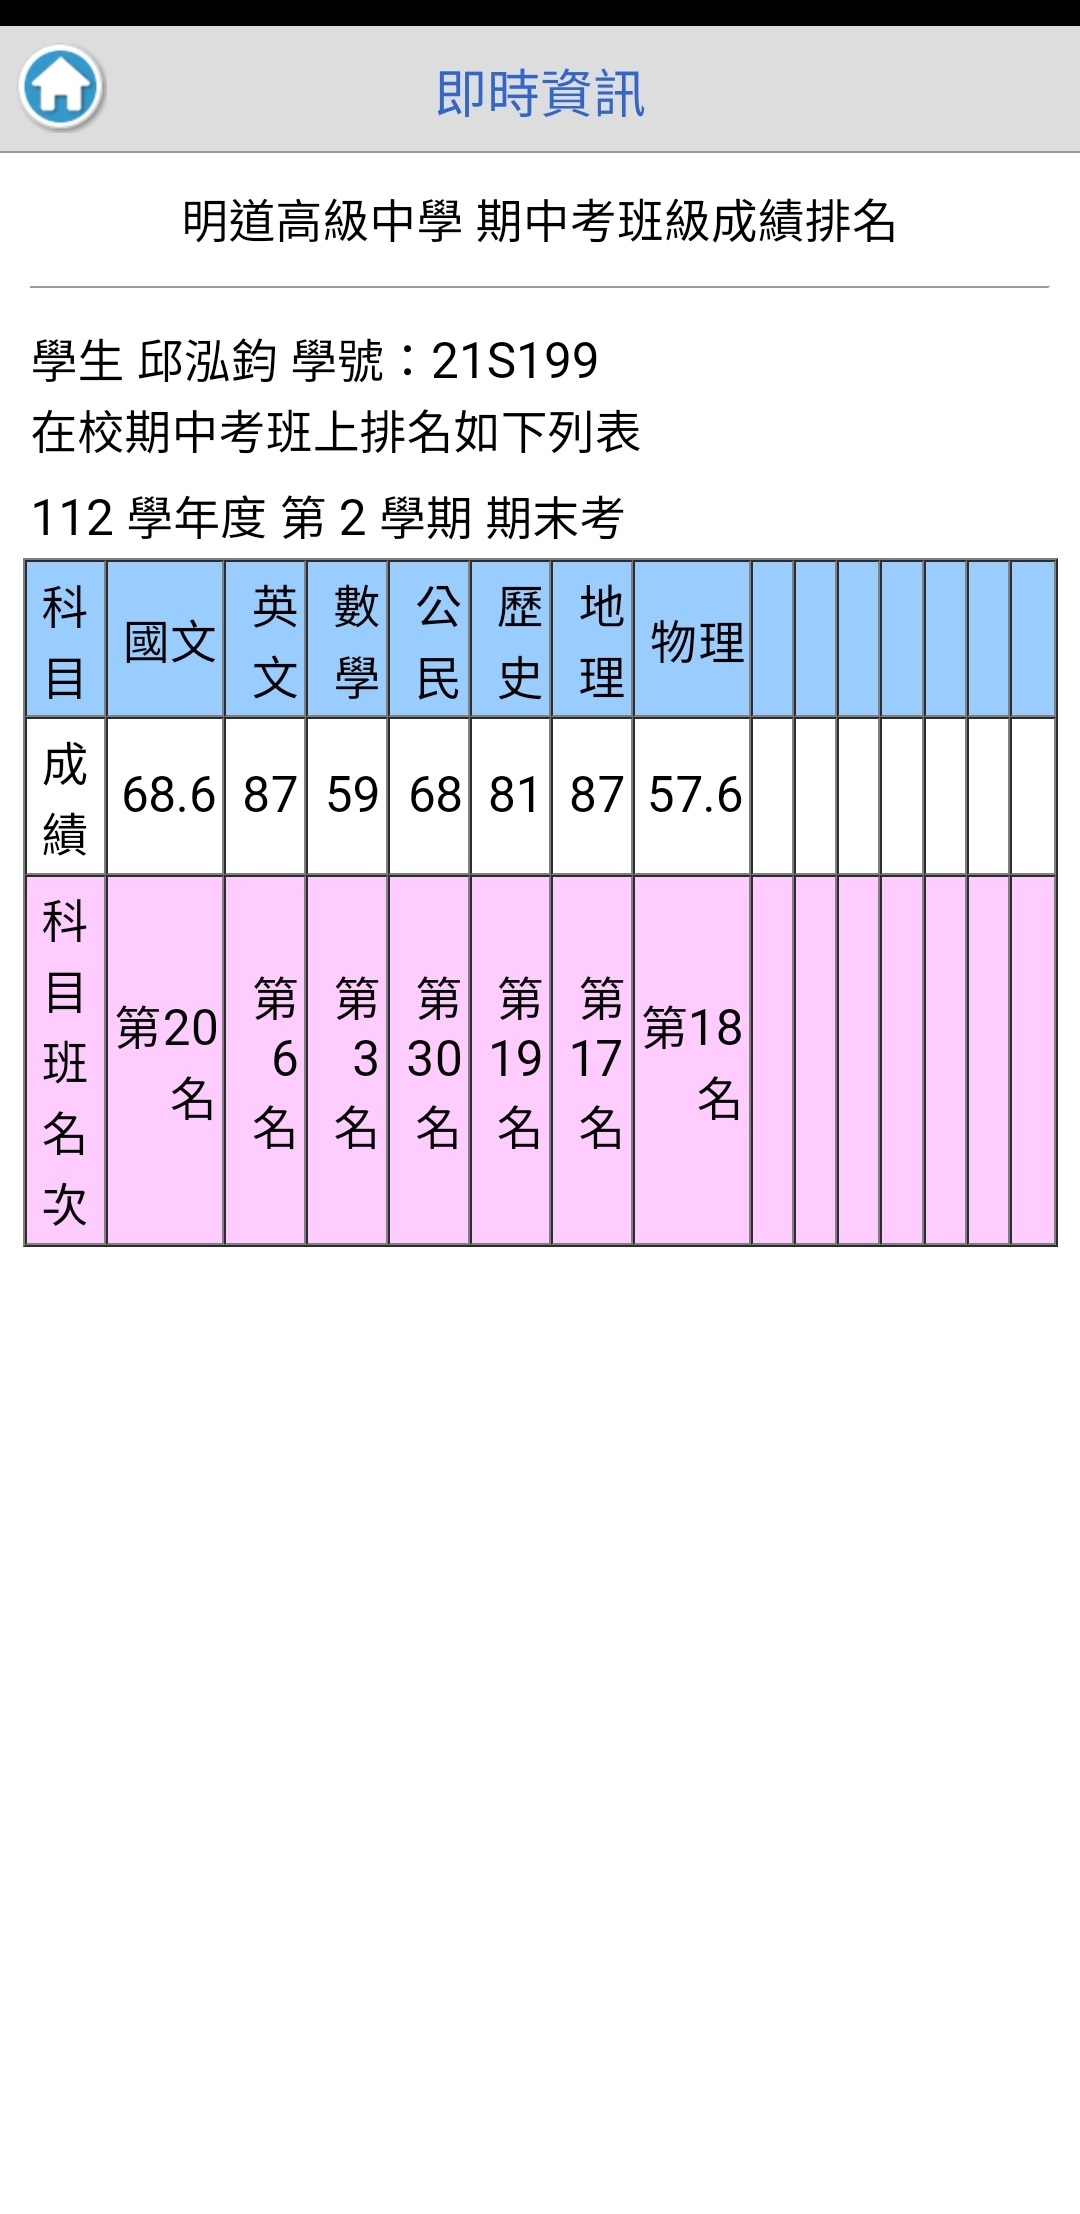 即時資訊
明道高級中學 期中考班級成績排名
學生 邱泓鈞 學號：21S199
在校期中考班上排名如下列表
112 學年度 第 2 學期 期末考
科目 國文 英文 數學 公民 歷史 地理 物理
成績 68.6 87 59 68 81 87 57.6
科目班名次 第20名 第6名 第3名 第30名 第19名 第17名 第18名